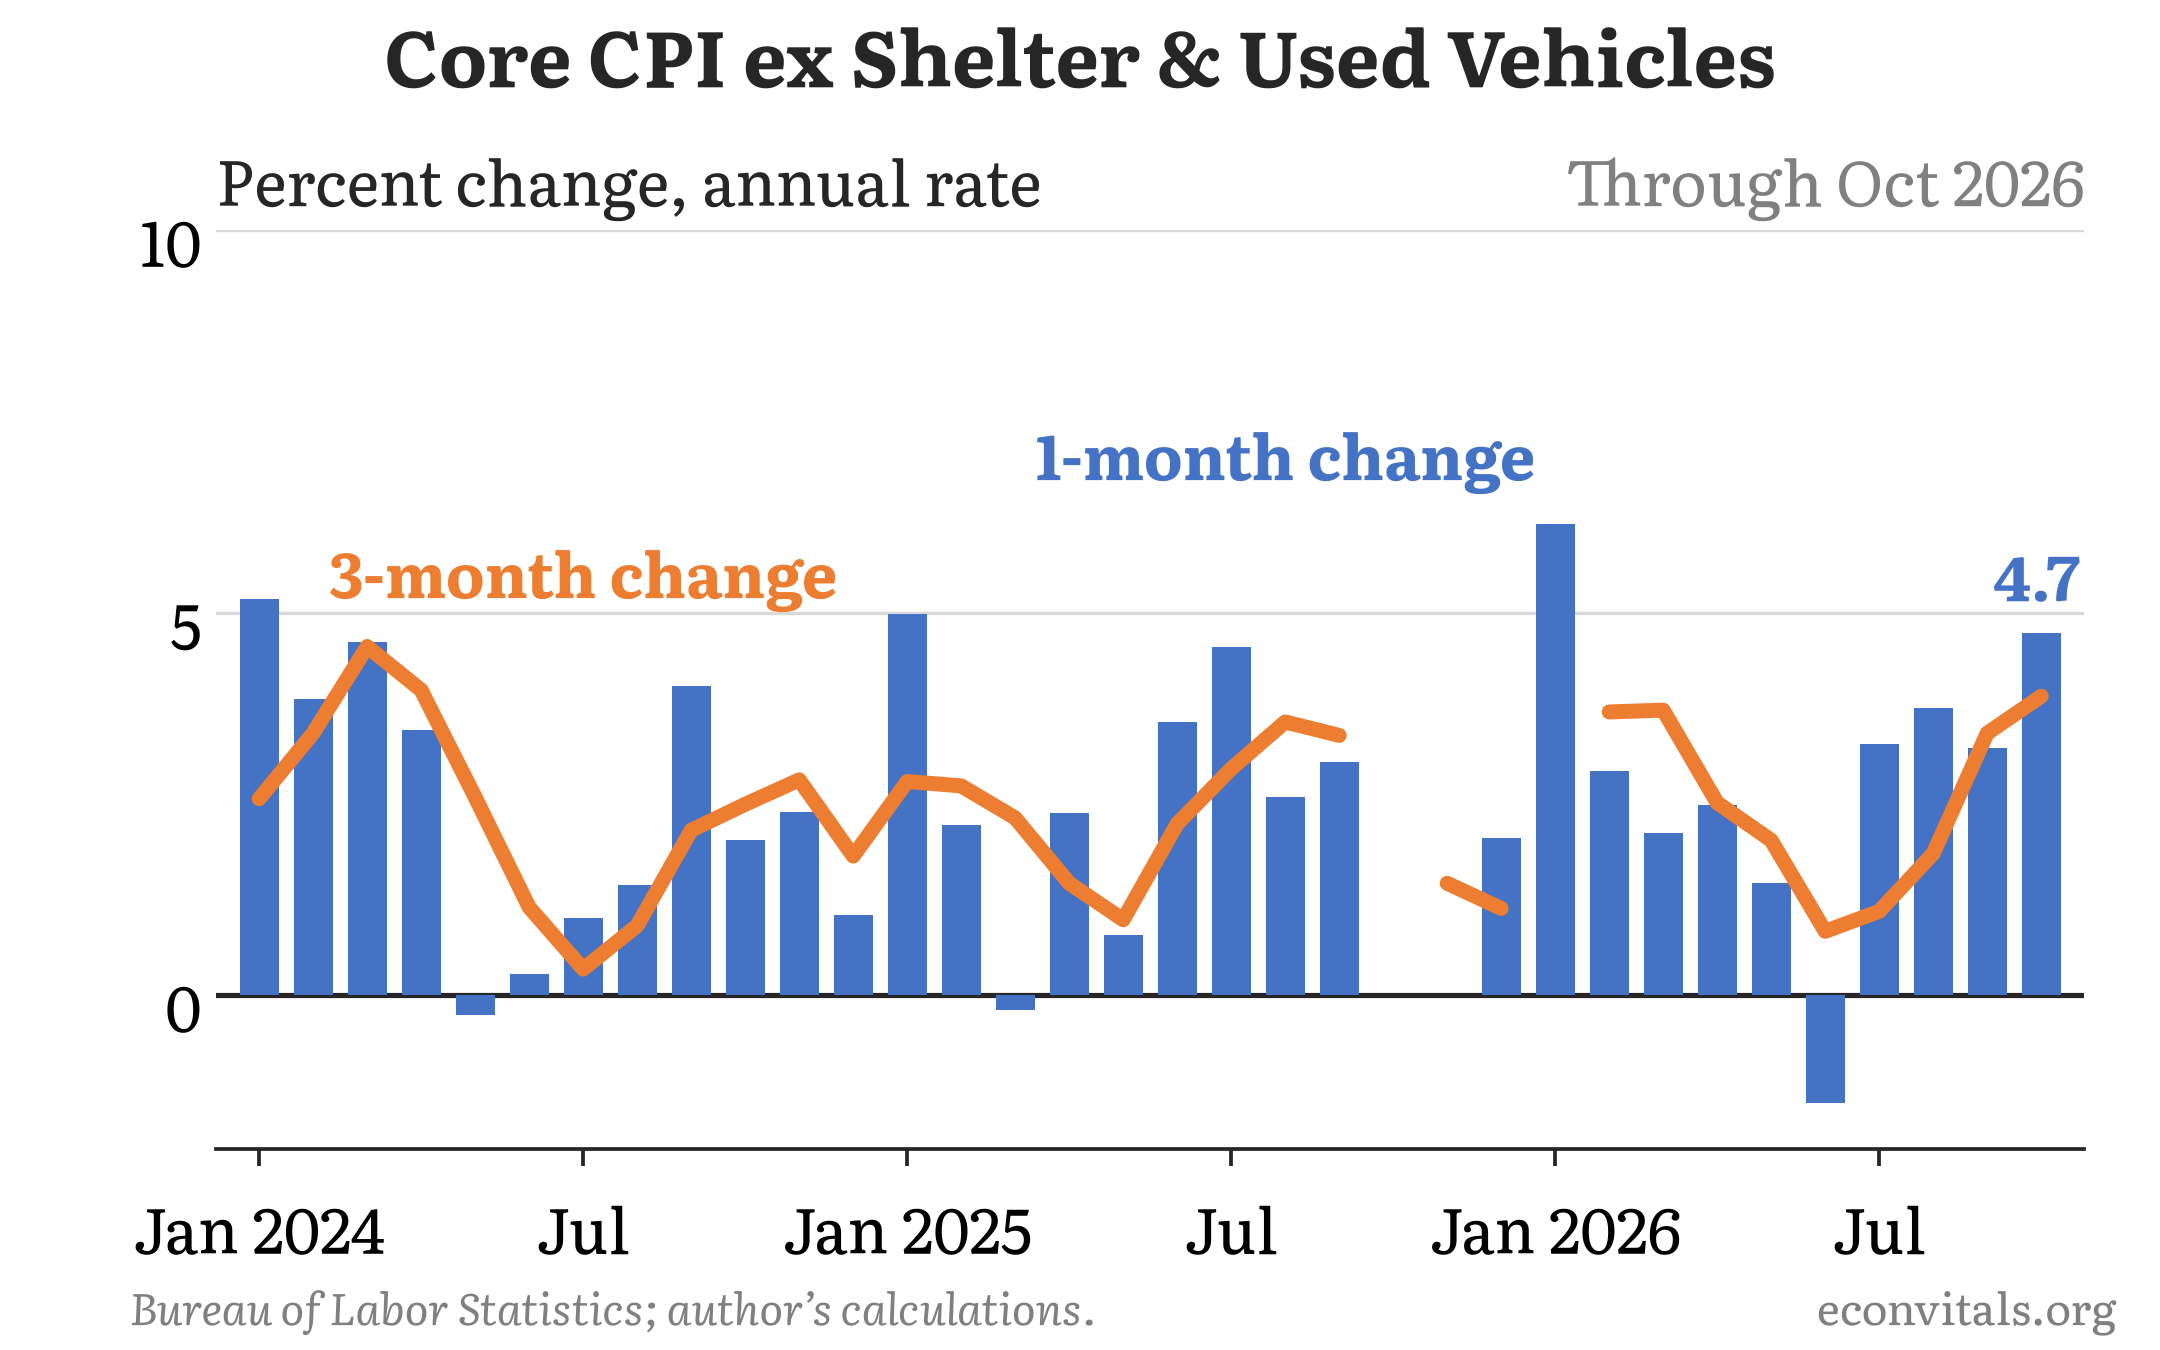 Core CPI ex Shelter & Used Vehicles
Percent change, annual rate
Through Oct 2026
10
1-month change
3-month change
4.7
5
0
Jan 2024 Jul Jan 2025 Jul Jan 2026 Jul
Bureau of Labor Statistics; author’s calculations.
econvitals.org